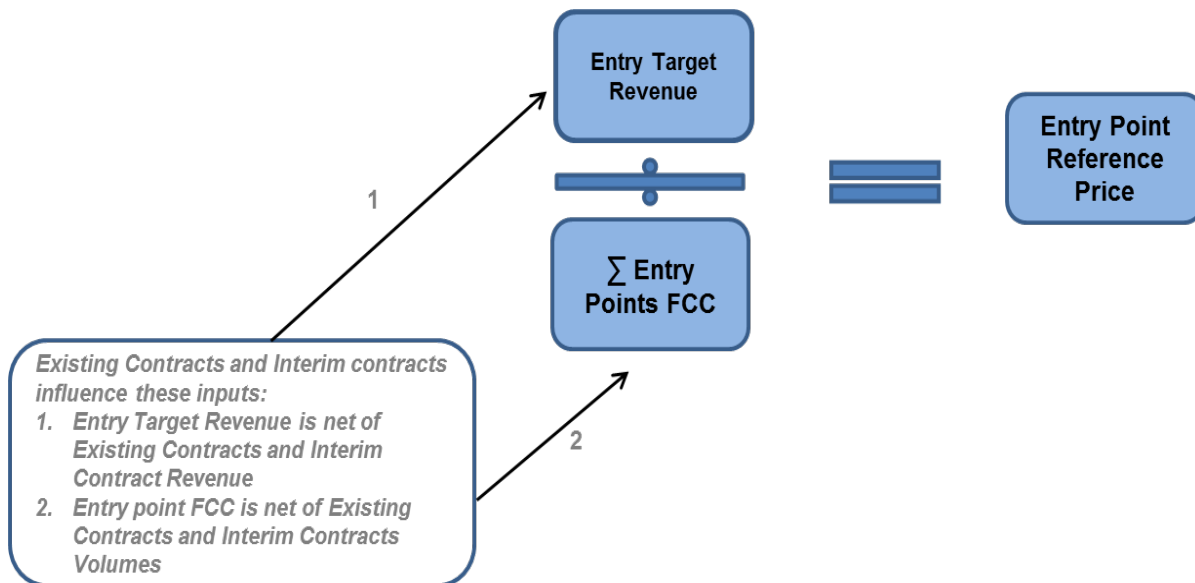 Entry Target
Revenue
Entry Point
Reference
Price
1
∑ Entry
Points FCC
Existing Contracts and Interim contracts
influence these inputs:
1. Entry Target Revenue is net of
Existing Contracts and Interim
Contract Revenue
2. Entry point FCC is net of Existing
Contracts and Interim Contracts
Volumes
2